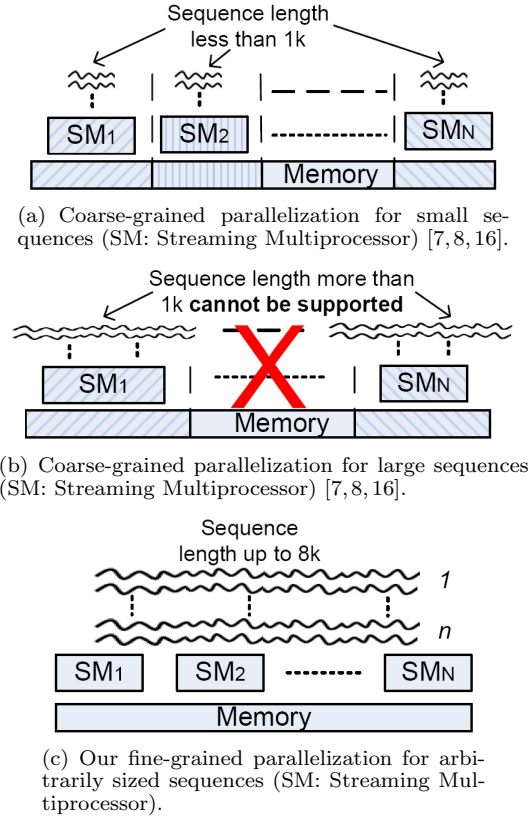 Sequence length
less than 1k
SM1 SM2 SMN
Memory
(a) Coarse-grained parallelization for small se-
quences (SM: Streaming Multiprocessor) [7,8,16].
Sequence length more than
1k cannot be supported
SM1 SMN
Memory
(b) Coarse-grained parallelization for large sequences
(SM: Streaming Multiprocessor) [7,8,16].
Sequence
length up to 8k
1
n
SM1 SM2 SMN
Memory
(c) Our fine-grained parallelization for arbi-
trarily sized sequences (SM: Streaming Mul-
tiprocessor).